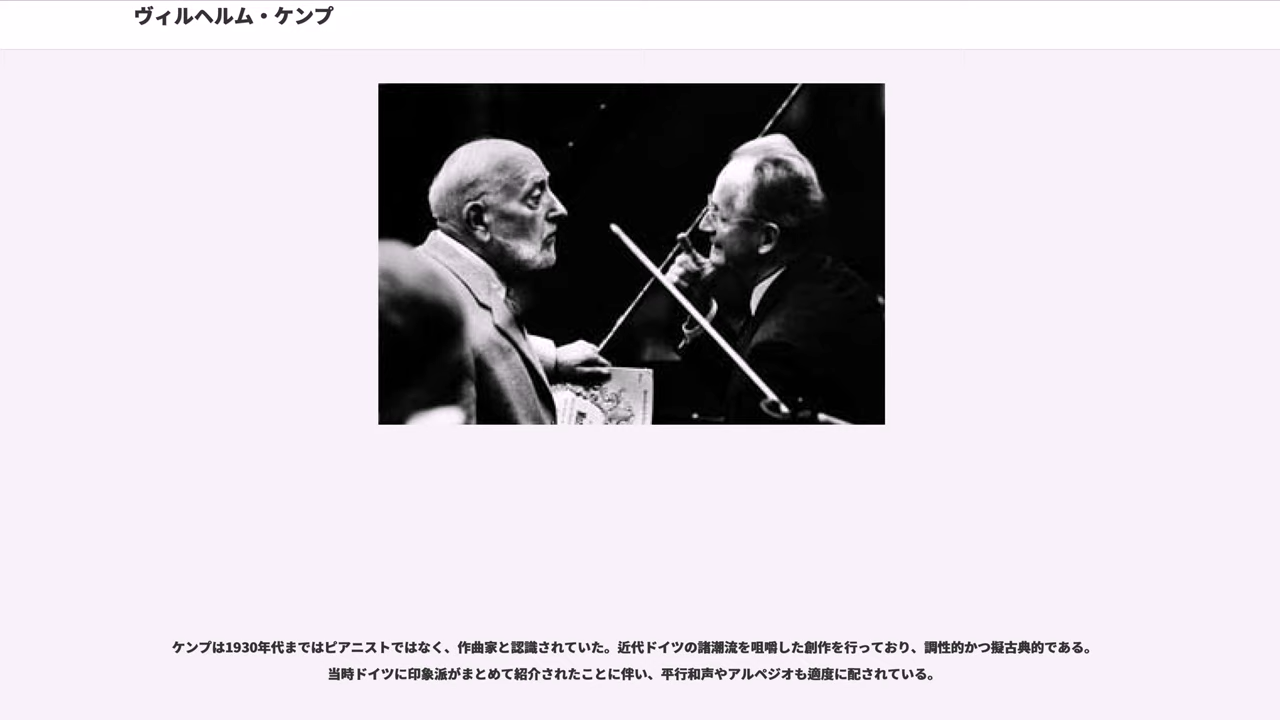 ヴィルヘルム・ケンプ
ケンプは1930年代まではピアニストではなく、作曲家と認識されていた。近代ドイツの諸潮流を咀嚼した創作を行っており、調性的かつ擬古典的である。
当時ドイツに印象派がまとめて紹介されたことに伴い、平行和声やアルペジオも適度に配されている。